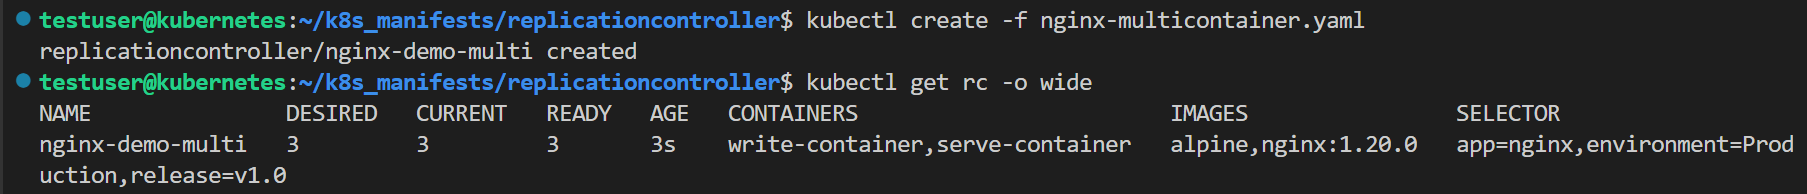 testuser@kubernetes:~/k8s_manifests/replicationcontroller$ kubectl create -f nginx-multicontainer.yaml
replicationcontroller/nginx-demo-multi created
testuser@kubernetes:~/k8s_manifests/replicationcontroller$ kubectl get rc -o wide
NAME               DESIRED   CURRENT   READY   AGE   CONTAINERS                        IMAGES                SELECTOR
nginx-demo-multi   3         3         3       3s    write-container,serve-container   alpine,nginx:1.20.0   app=nginx,environment=Prod
uction,release=v1.0